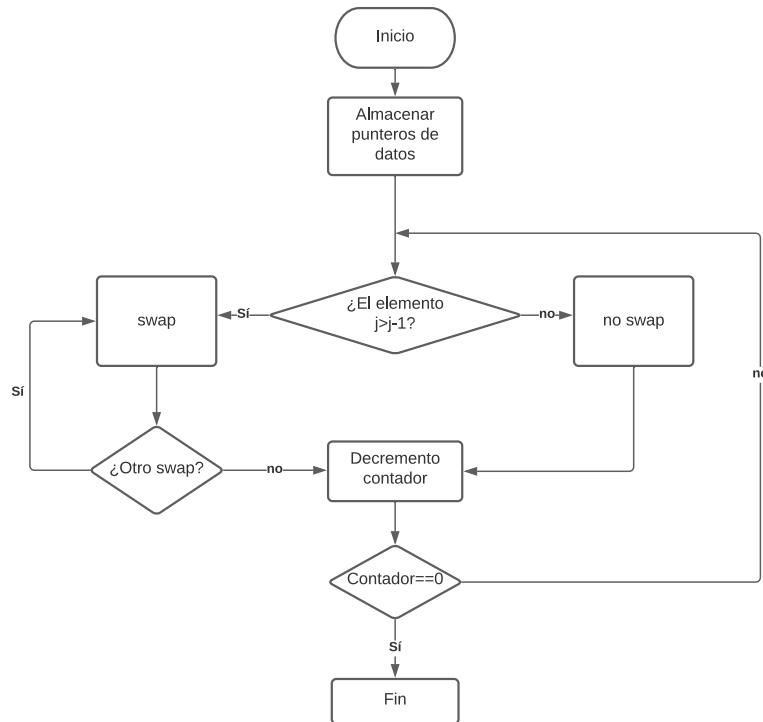 Inicio
Almacenar
punteros de
datos
¿El elemento
j>j-1?
Sí
no
swap
no swap
no
Sí
¿Otro swap?
no
Decremento
contador
Contador==0
Sí
Fin